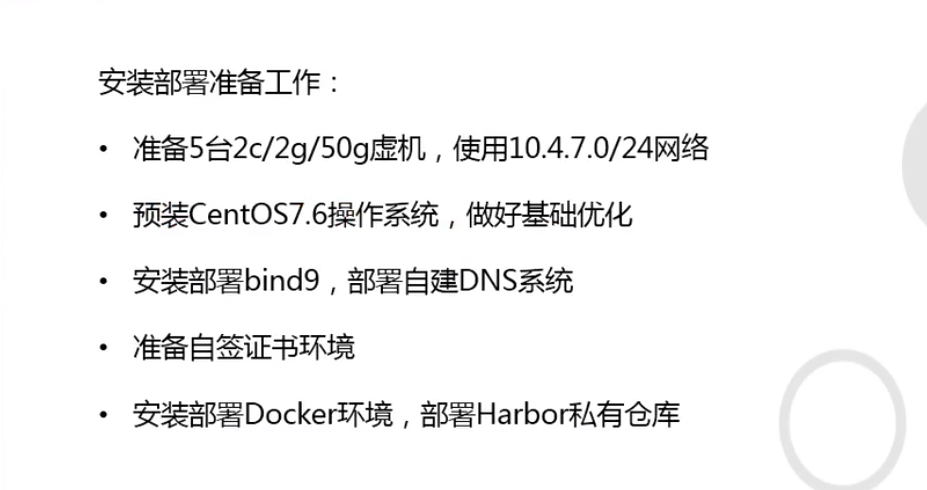 安装部署准备工作：
• 准备5台2c/2g/50g虚机，使用10.4.7.0/24网络
• 预装CentOS7.6操作系统，做好基础优化
• 安装部署bind9，部署自建DNS系统
• 准备自签证书环境
• 安装部署Docker环境，部署Harbor私有仓库